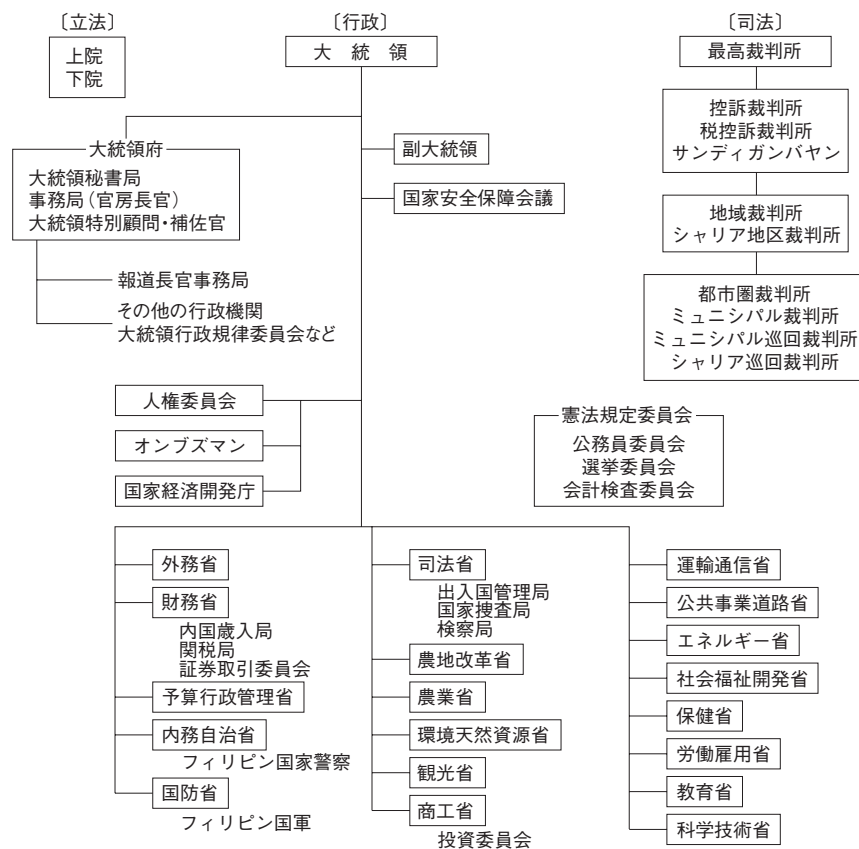 〔立法〕
上院
下院
〔行政〕
大統領
大統領府
大統領秘書局
事務局（官房長官）
大統領特別顧問・補佐官
報道長官事務局
その他の行政機関
大統領行政規律委員会など
副大統領
国家安全保障会議
〔司法〕
最高裁判所
控訴裁判所
税控訴裁判所
サンディガンバヤン
地域裁判所
シャリア地区裁判所
都市圏裁判所
ミュニシパル裁判所
ミュニシパル巡回裁判所
シャリア巡回裁判所
人権委員会
オンブズマン
国家経済開発庁
憲法規定委員会
公務員委員会
選挙委員会
会計検査委員会
外務省
財務省
内国歳入局
関税局
証券取引委員会
予算行政管理省
内務自治省
フィリピン国家警察
国防省
フィリピン国軍
司法省
出入国管理局
国家捜査局
検察局
農地改革省
農業省
環境天然資源省
観光省
商工省
投資委員会
運輸通信省
公共事業道路省
エネルギー省
社会福祉開発省
保健省
労働雇用省
教育省
科学技術省